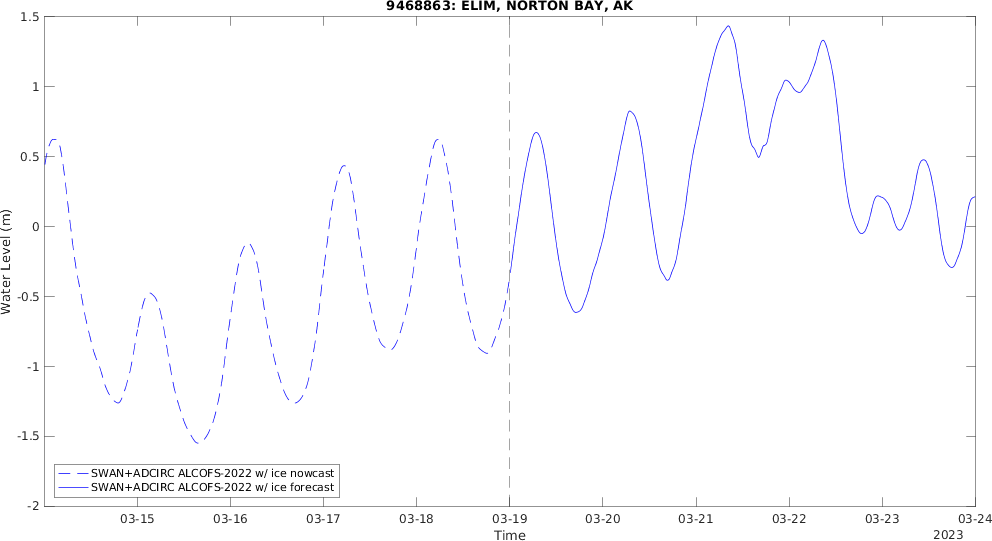 9468863: ELIM, NORTON BAY, AK
1.5
1
0.5
0
-0.5
-1
-1.5
-2
Water Level (m)
SWAN+ADCIRC ALCOFS-2022 w/ ice nowcast
SWAN+ADCIRC ALCOFS-2022 w/ ice forecast
03-15 03-16 03-17 03-18 03-19 03-20 03-21 03-22 03-23 03-24
Time
2023